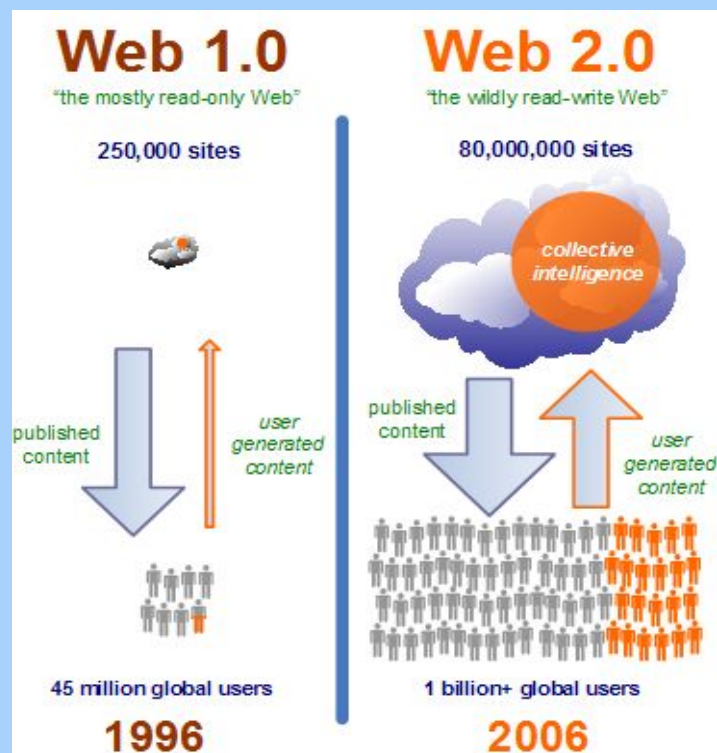 Web 1.0
"the mostly read-only Web"
250,000 sites
published
content
user
generated
content
45 million global users
1996
Web 2.0
"the wildly read-write Web"
80,000,000 sites
collective
intelligence
published
content
user
generated
content
1 billion+ global users
2006